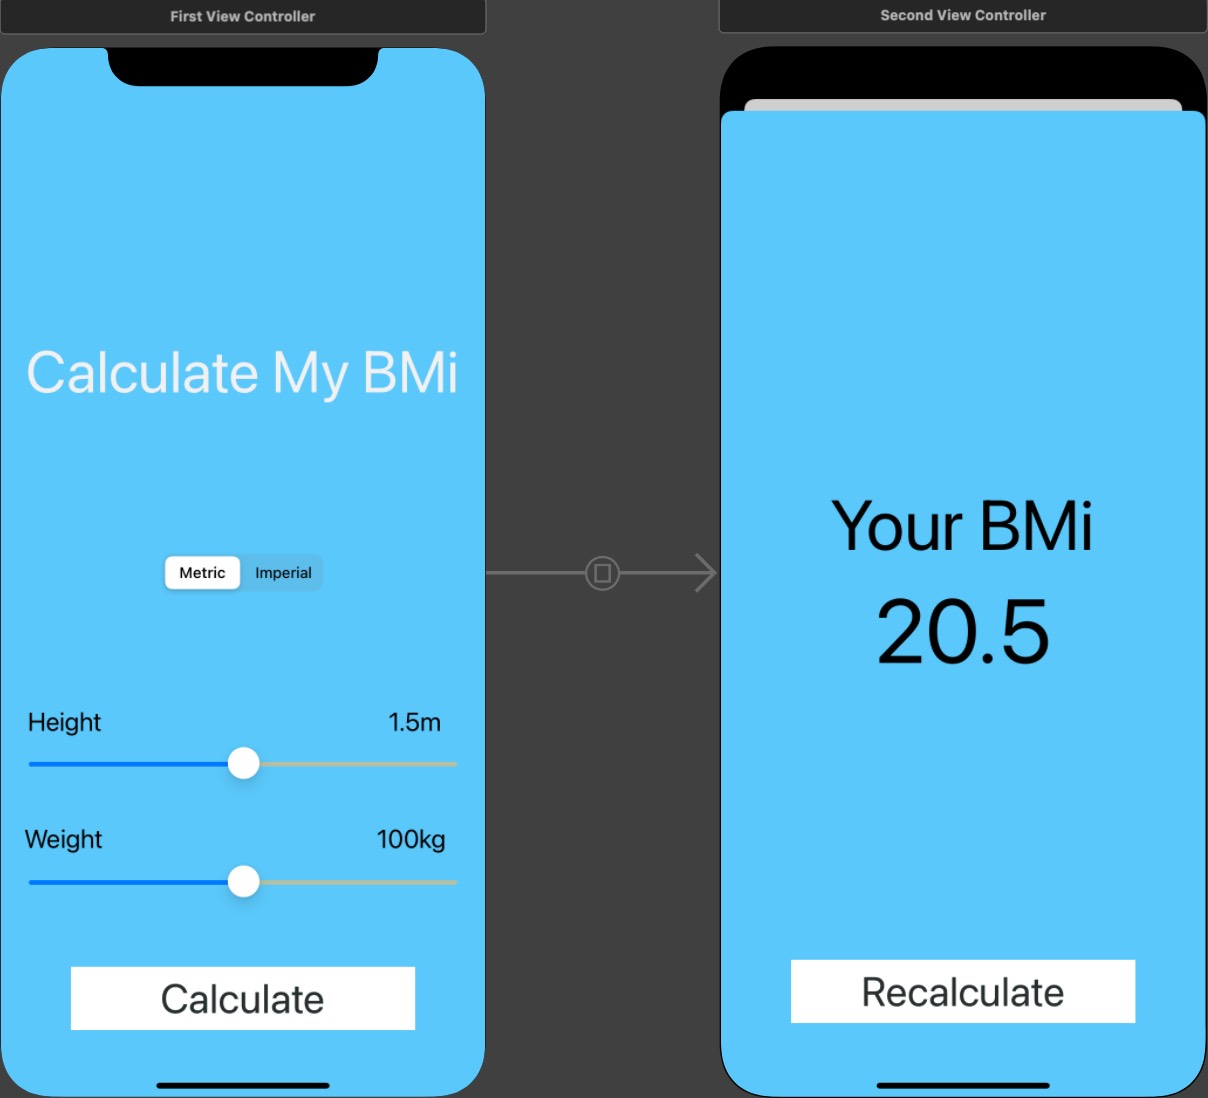 First View Controller
Calculate My BMi
Metric Imperial
Height 1.5m
Weight 100kg
Calculate
Second View Controller
Your BMi
20.5
Recalculate